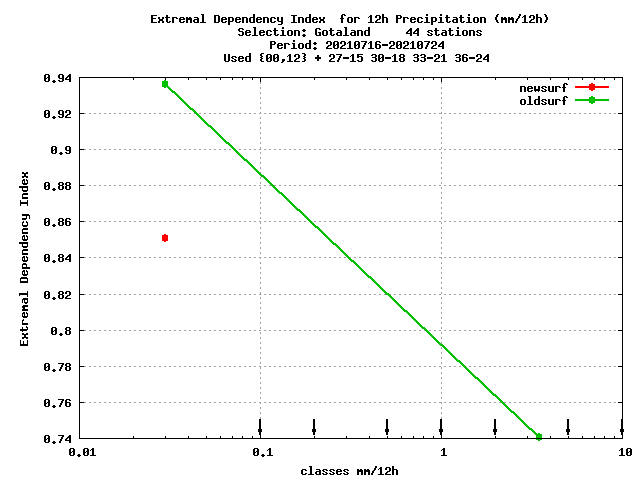 Extremal Dependency Index  for 12h Precipitation (mm/12h)
Selection: Gotaland     44 stations
Period: 20210716-20210724
Used {00,12} + 27-15 30-18 33-21 36-24
newsurf
oldsurf
0.94
0.92
0.9
0.88
0.86
0.84
0.82
0.8
0.78
0.76
0.74
Extremal Dependency Index
0.01
0.1
1
10
classes mm/12h